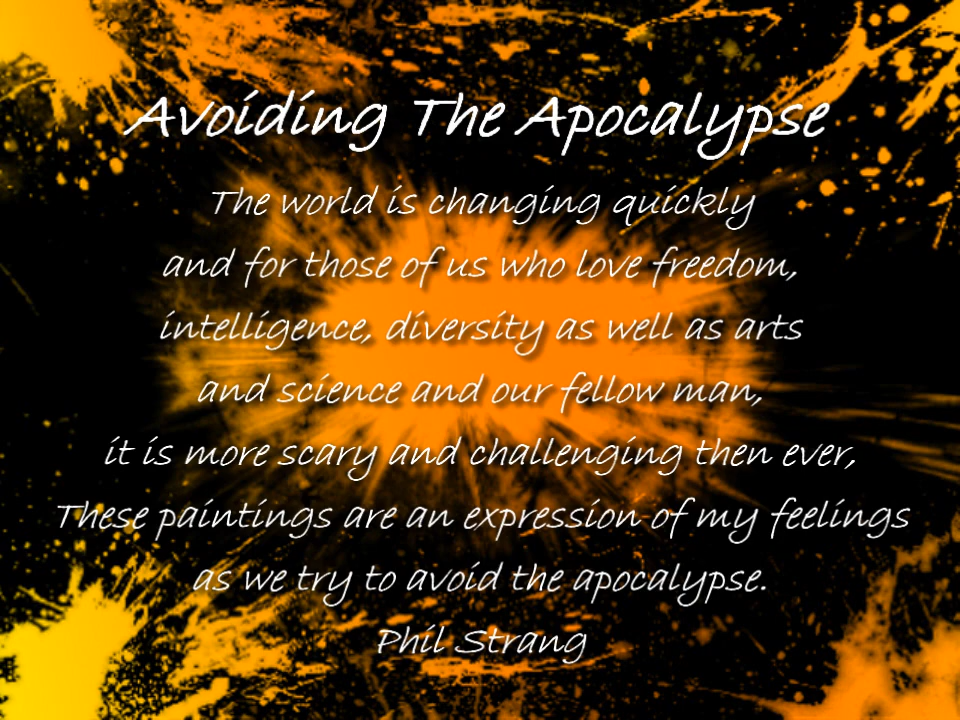 Avoiding The Apocalypse
The world is changing quickly
and for those of us who love freedom,
intelligence, diversity as well as arts
and science and our fellow man,
it is more scary and challenging then ever,
These paintings are an expression of my feelings
as we try to avoid the apocalypse.
Phil Strang